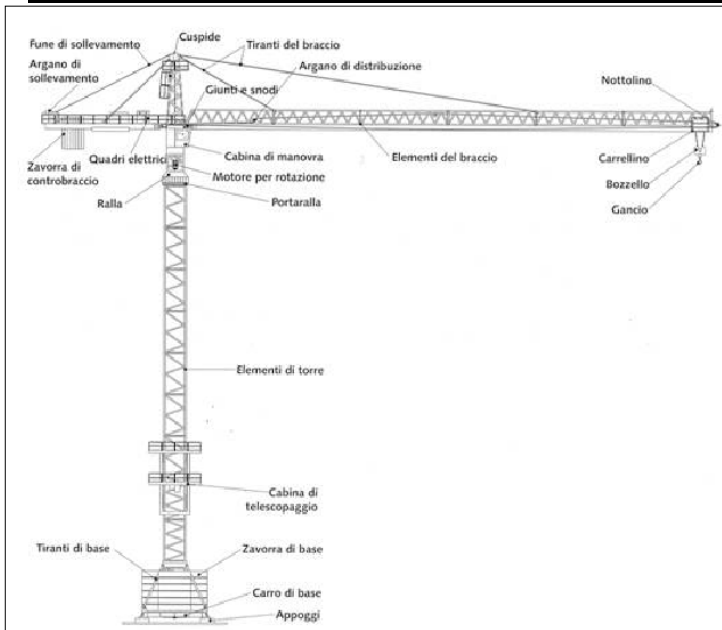 Cuspide
Fune di sollevamento
Tiranti del braccio
Argano di
sollevamento
Argano di distribuzione
Nottolino
Giunti e snodi
Quadri elettrici
Cabina di manovra
Elementi del braccio
Carrellino
Zavorra di
controbraccio
Motore per rotazione
Bozzello
Ralla
Portaralla
Gancio
Elementi di torre
Cabina di
telescopaggio
Tiranti di base
Zavorra di base
Carro di base
Appoggi